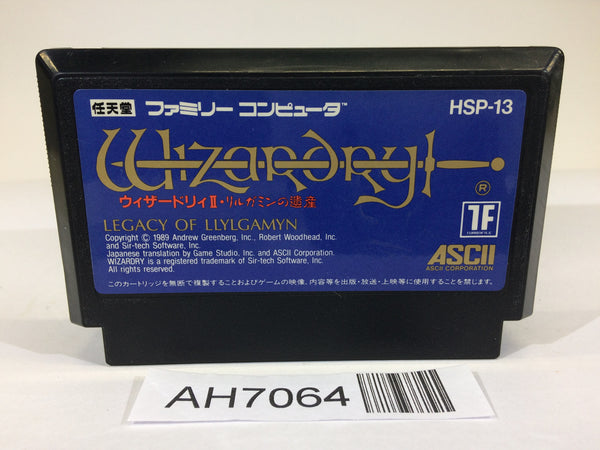 任天堂 ファミリー コンピュータ™ HSP-13
Wizardry
®
ウィザードリィII・リルガミンの遺産
LEGACY OF LLYLGAMYN
Copyright © 1989 Andrew Greenberg, Inc., Robert Woodhead, Inc.
and Sir-tech Software, Inc.
Japanese translation by Game Studio, Inc. and ASCII Corporation.
WIZARDRY is a registered trademark of Sir-tech Software, Inc.
All rights reserved.
1F
ASCII
ASCII CORPORATION
このカートリッジを無断で複製することおよびゲームの映像、内容等を出版・放送・上映等に使用することを禁じます。
AH7064